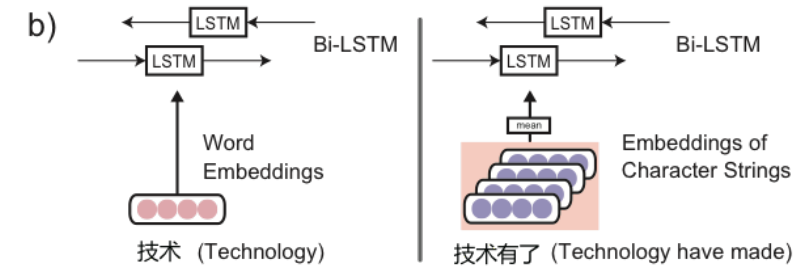 b)
LSTM
Bi-LSTM
LSTM
Word
Embeddings
技术 (Technology)
LSTM
Bi-LSTM
LSTM
mean
Embeddings of
Character Strings
技术有了 (Technology have made)